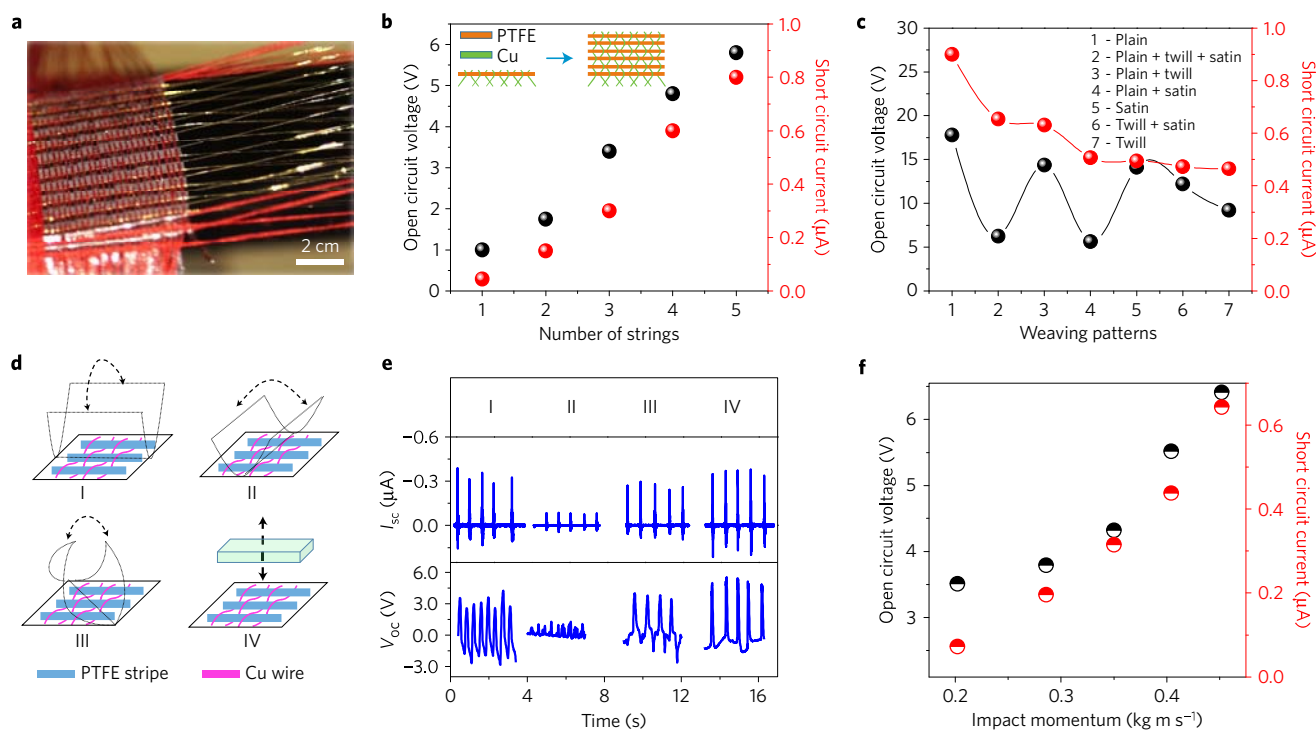 a
2 cm
b
PTFE
Cu
Open circuit voltage (V)
0
1
2
3
4
5
6
1 2 3 4 5
Number of strings
0.0
0.2
0.4
0.6
0.8
1.0
Short circuit current (μA)
c
1 - Plain
2 - Plain + twill + satin
3 - Plain + twill
4 - Plain + satin
5 - Satin
6 - Twill + satin
7 - Twill
Open circuit voltage (V)
30
25
20
15
10
5
0
1 2 3 4 5 6 7
Weaving patterns
1.0
0.8
0.6
0.4
0.2
0.0
Short circuit current (μA)
d
I
II
III
IV
PTFE stripe
Cu wire
e
I II III IV
−0.6
−0.3
0.0
Isc (μA)
6.0
3.0
0.0
−3.0
Voc (V)
0 4 8 12 16
Time (s)
f
Open circuit voltage (V)
6
5
4
3
0.2 0.3 0.4
Impact momentum (kg m s−1)
0.6
0.4
0.2
0.0
Short circuit current (μA)